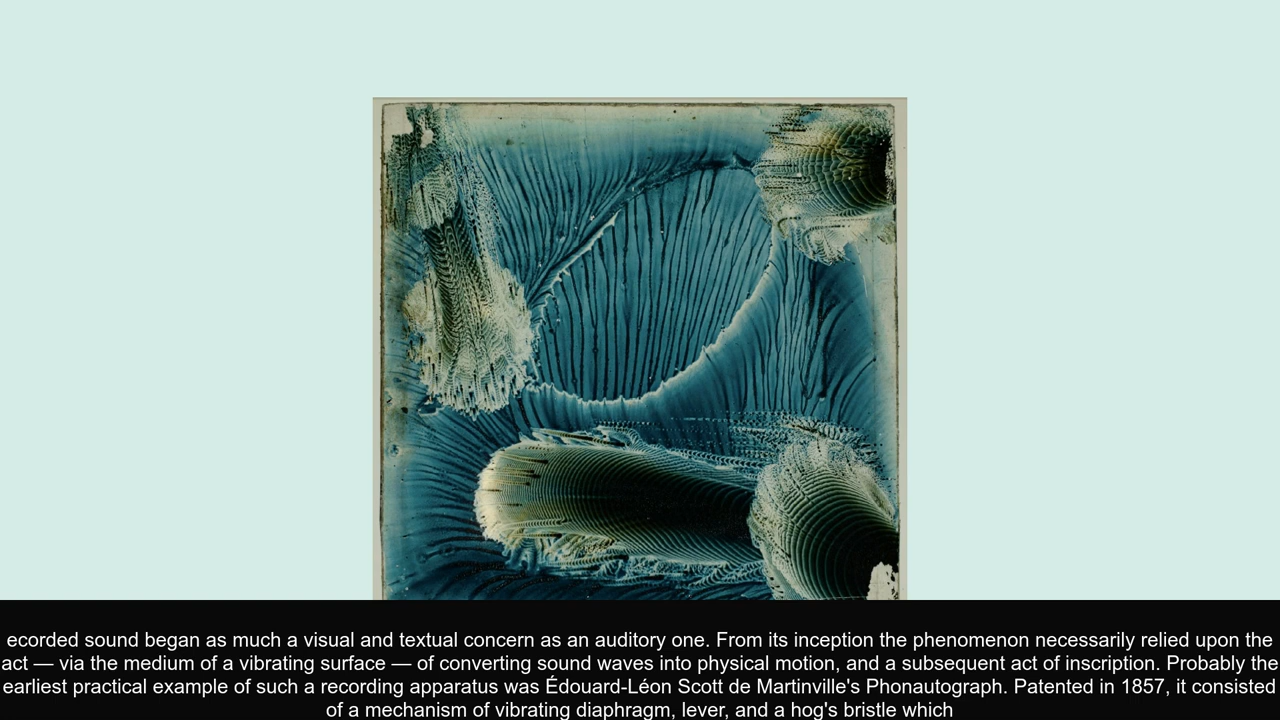 ecorded sound began as much a visual and textual concern as an auditory one. From its inception the phenomenon necessarily relied upon the
act — via the medium of a vibrating surface — of converting sound waves into physical motion, and a subsequent act of inscription. Probably the
earliest practical example of such a recording apparatus was Édouard-Léon Scott de Martinville's Phonautograph. Patented in 1857, it consisted
of a mechanism of vibrating diaphragm, lever, and a hog's bristle which